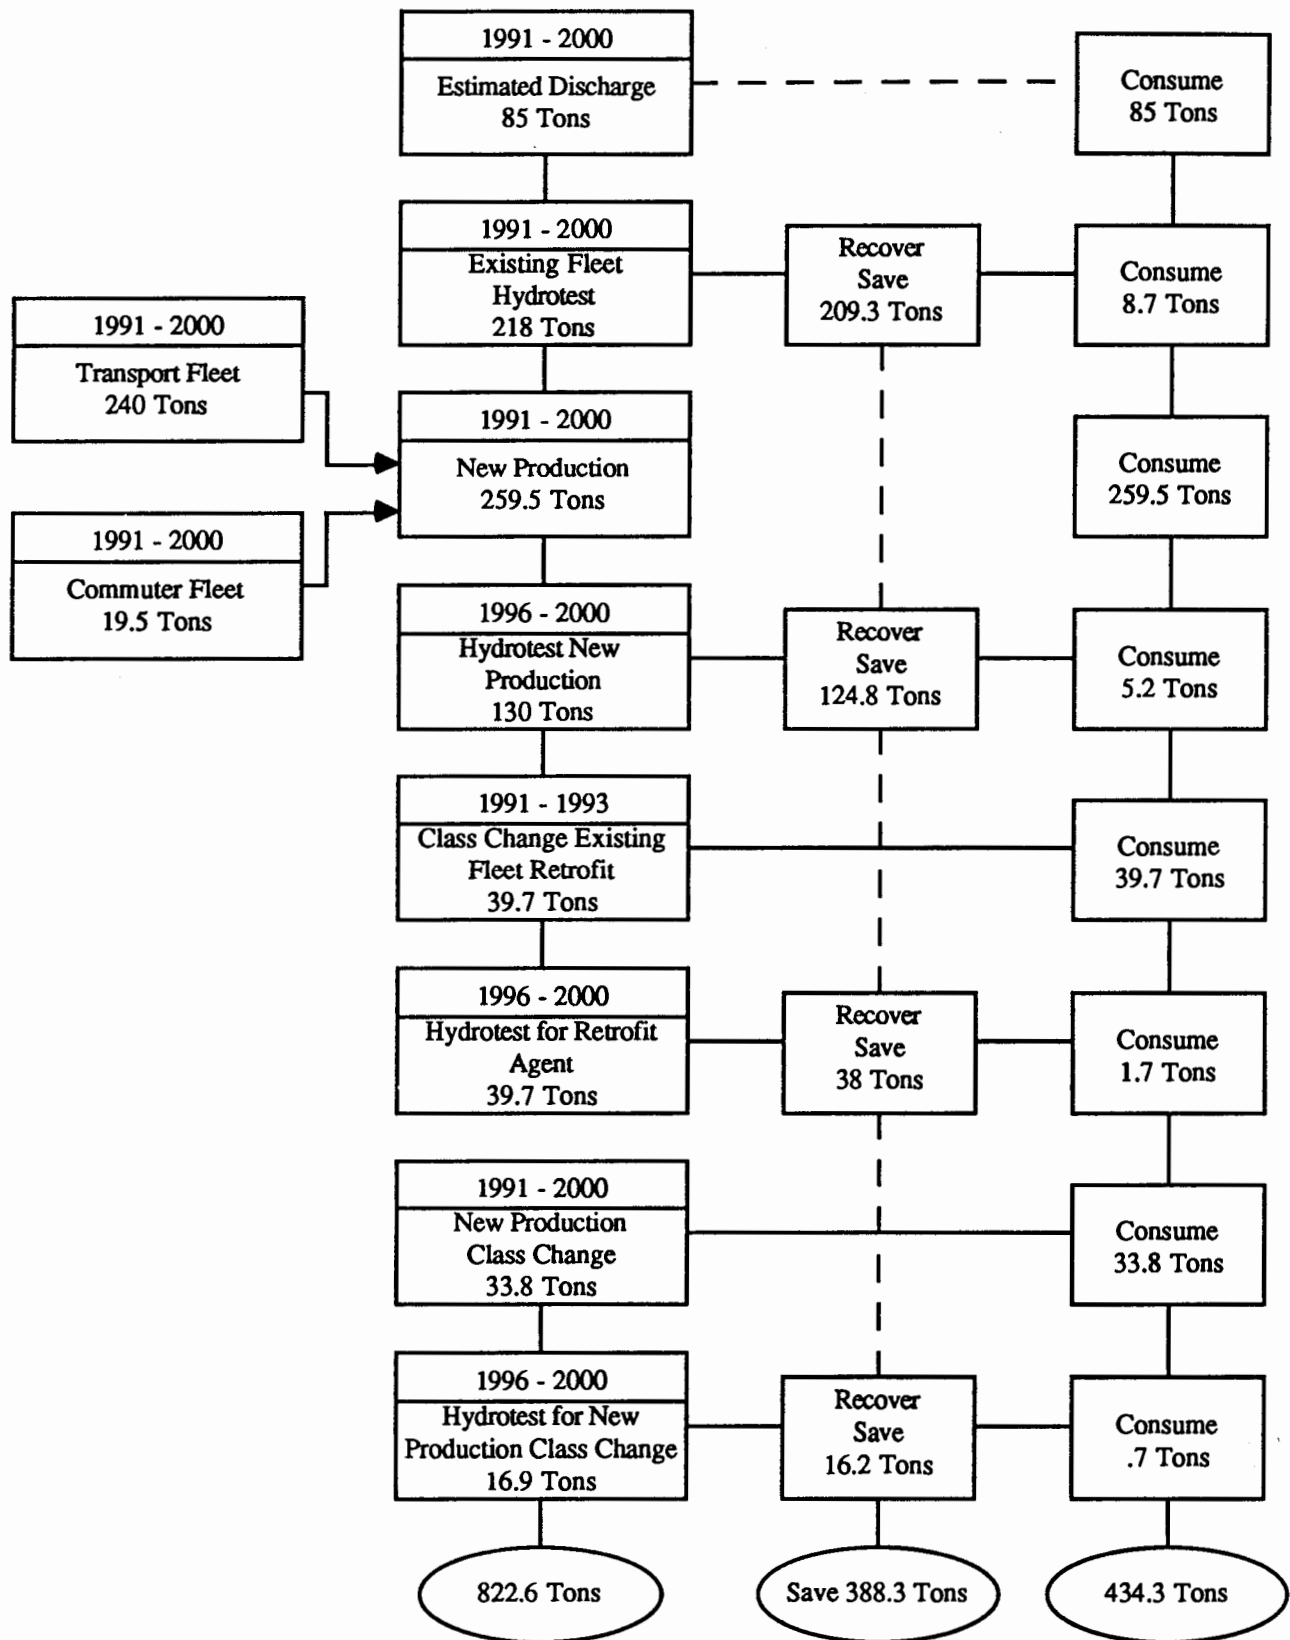 1991 - 2000
Estimated Discharge
85 Tons
Consume
85 Tons
1991 - 2000
Existing Fleet
Hydrotest
218 Tons
Recover
Save
209.3 Tons
Consume
8.7 Tons
1991 - 2000
Transport Fleet
240 Tons
1991 - 2000
New Production
259.5 Tons
Consume
259.5 Tons
1991 - 2000
Commuter Fleet
19.5 Tons
1996 - 2000
Hydrotest New
Production
130 Tons
Recover
Save
124.8 Tons
Consume
5.2 Tons
1991 - 1993
Class Change Existing
Fleet Retrofit
39.7 Tons
Consume
39.7 Tons
1996 - 2000
Hydrotest for Retrofit
Agent
39.7 Tons
Recover
Save
38 Tons
Consume
1.7 Tons
1991 - 2000
New Production
Class Change
33.8 Tons
Consume
33.8 Tons
1996 - 2000
Hydrotest for New
Production Class Change
16.9 Tons
Recover
Save
16.2 Tons
Consume
.7 Tons
822.6 Tons
Save 388.3 Tons
434.3 Tons